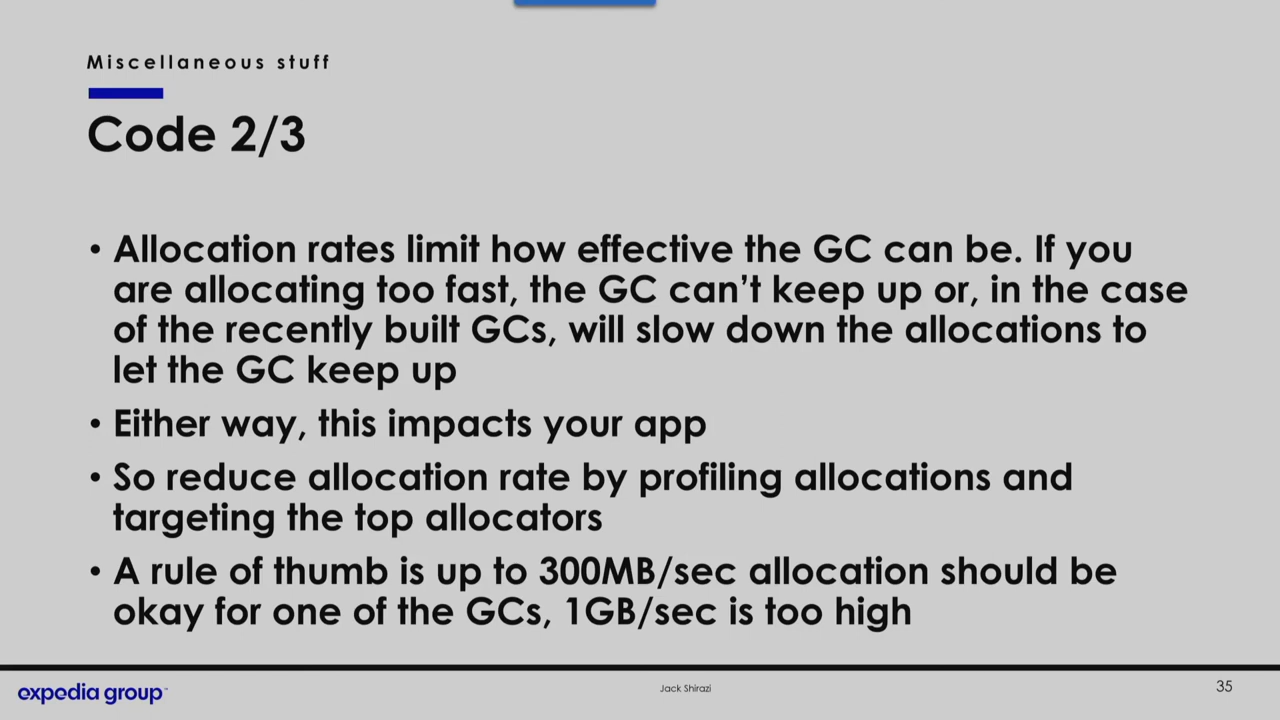 Miscellaneous stuff
Code 2/3
• Allocation rates limit how effective the GC can be. If you
are allocating too fast, the GC can’t keep up or, in the case
of the recently built GCs, will slow down the allocations to
let the GC keep up
• Either way, this impacts your app
• So reduce allocation rate by profiling allocations and
targeting the top allocators
• A rule of thumb is up to 300MB/sec allocation should be
okay for one of the GCs, 1GB/sec is too high
expedia group™
Jack Shirazi
35